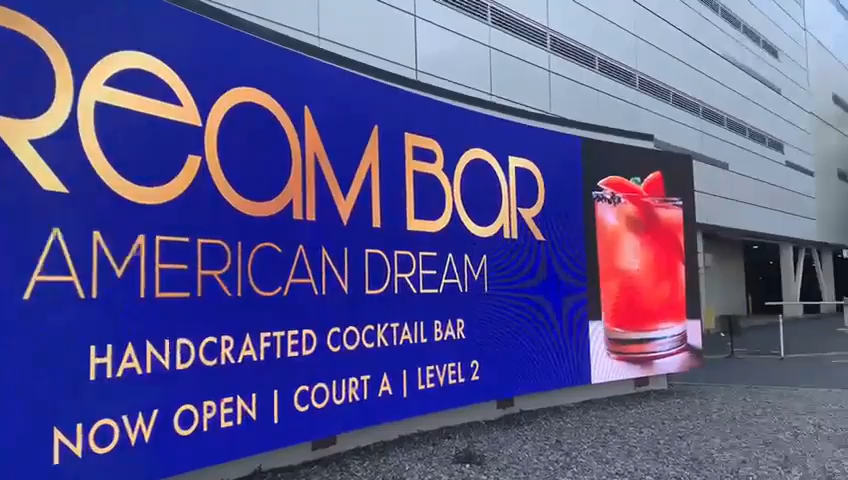 ReaM BaR
AMERICAN DREAM
HANDCRAFTED COCKTAIL BAR
NOW OPEN | COURT A | LEVEL 2